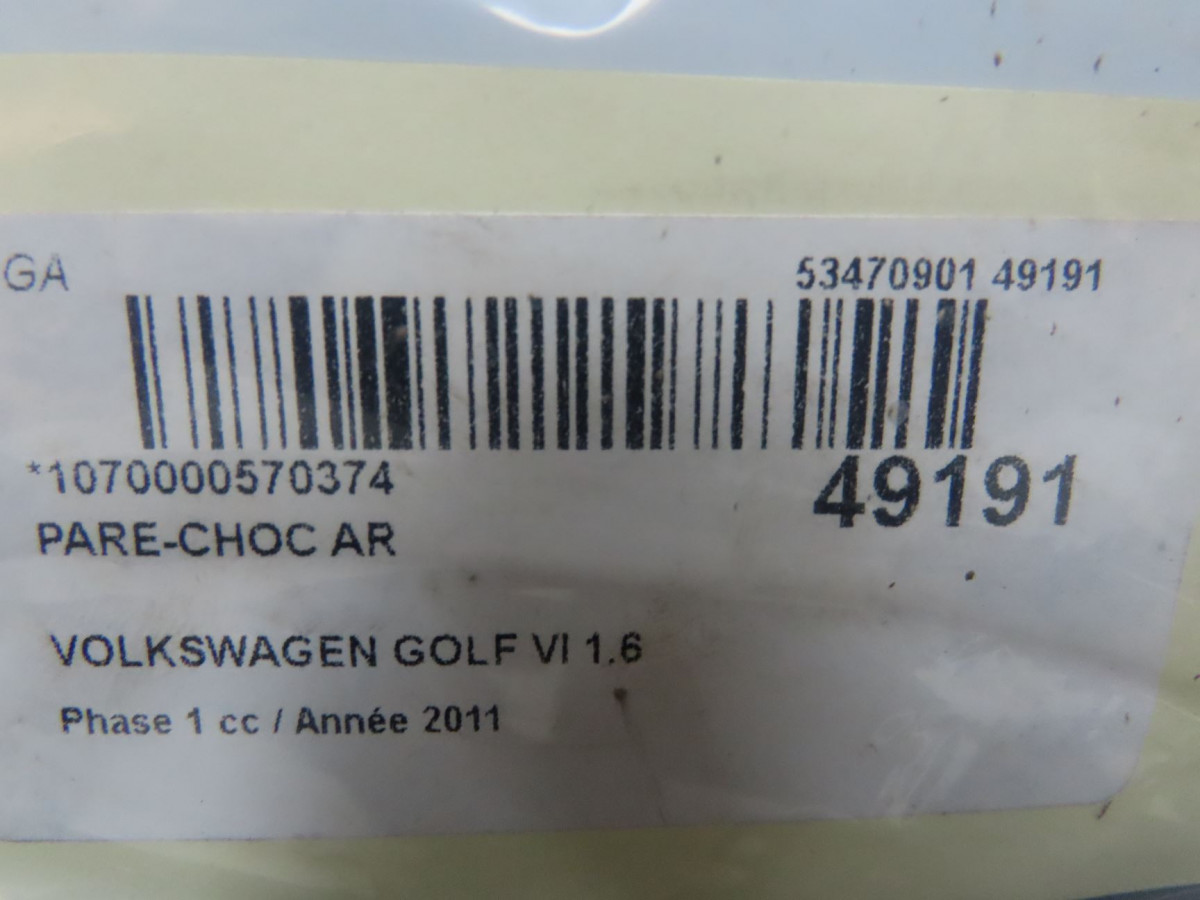 GA
53470901 49191
*1070000570374
49191
PARE-CHOC AR
VOLKSWAGEN GOLF VI 1.6
Phase 1 cc / Année 2011